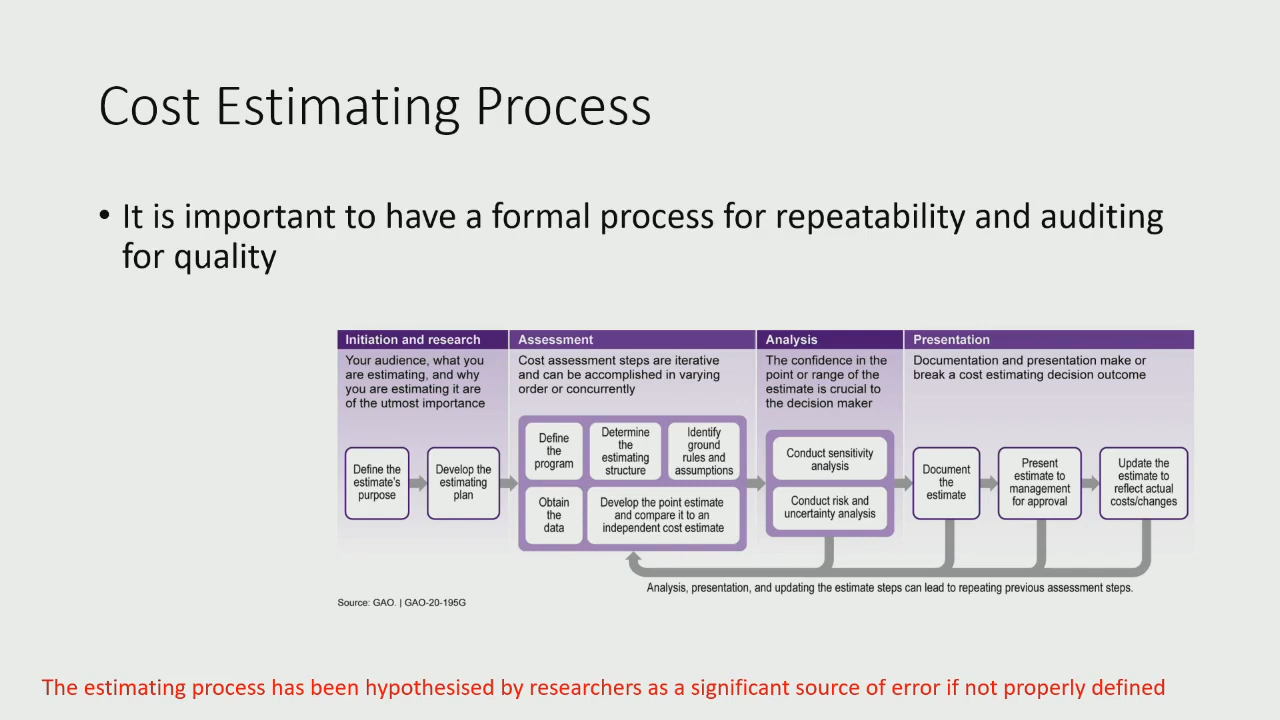 Cost Estimating Process
• It is important to have a formal process for repeatability and auditing
for quality
Initiation and research
Your audience, what you
are estimating, and why
you are estimating it are
of the utmost importance
Define the
estimate's
purpose
Develop the
estimating
plan
Assessment
Cost assessment steps are iterative
and can be accomplished in varying
order or concurrently
Define
the
program
Determine
the
estimating
structure
Identify
ground
rules and
assumptions
Obtain
the
data
Develop the point estimate
and compare it to an
independent cost estimate
Analysis
The confidence in the
point or range of the
estimate is crucial to
the decision maker
Conduct sensitivity
analysis
Conduct risk and
uncertainty analysis
Presentation
Documentation and presentation make or
break a cost estimating decision outcome
Document
the
estimate
Present
estimate to
management
for approval
Update the
estimate to
reflect actual
costs/changes
Analysis, presentation, and updating the estimate steps can lead to repeating previous assessment steps.
Source: GAO. | GAO-20-195G
The estimating process has been hypothesised by researchers as a significant source of error if not properly defined